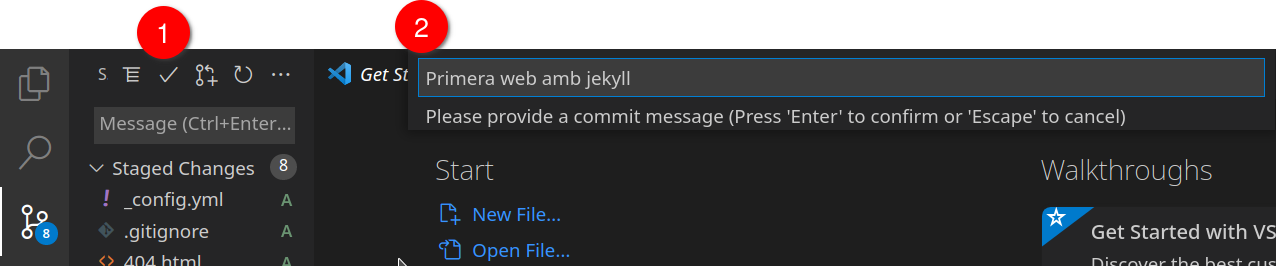 1
2
S
Get St
Primera web amb jekyll
Message (Ctrl+Enter...
Please provide a commit message (Press 'Enter' to confirm or 'Escape' to cancel)
Staged Changes 8
Start
Walkthroughs
! _config.yml A
New File...
8
.gitignore A
Get Started with VS
Open File...
<> 404.html A
Discover the best cus